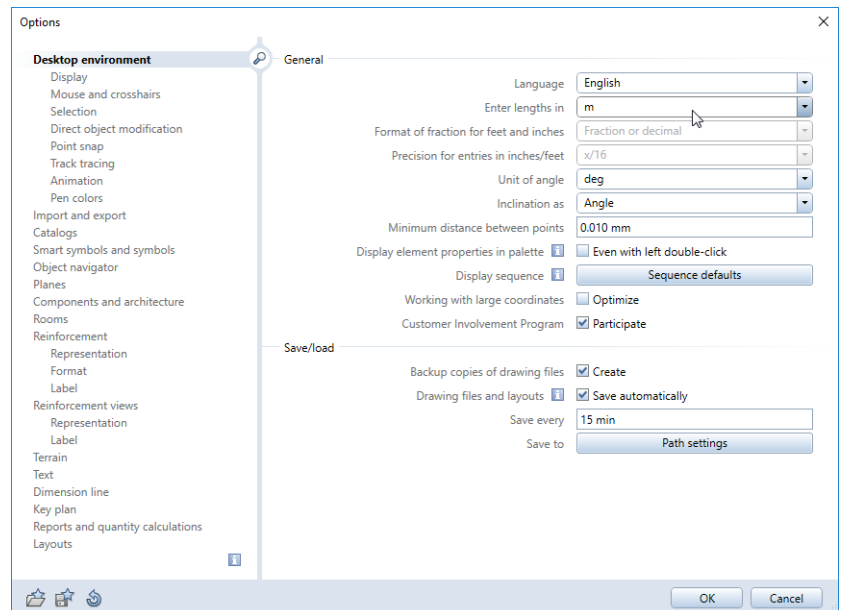 Options
Desktop environment
Display
Mouse and crosshairs
Selection
Direct object modification
Point snap
Track tracing
Animation
Pen colors
Import and export
Catalogs
Smart symbols and symbols
Object navigator
Planes
Components and architecture
Rooms
Reinforcement
Representation
Format
Label
Reinforcement views
Representation
Label
Terrain
Text
Dimension line
Key plan
Reports and quantity calculations
Layouts
General
Language English
Enter lengths in m
Format of fraction for feet and inches Fraction or decimal
Precision for entries in inches/feet x/16
Unit of angle deg
Inclination as Angle
Minimum distance between points 0.010 mm
Display element properties in palette i Even with left double-click
Display sequence i Sequence defaults
Working with large coordinates Optimize
Customer Involvement Program Participate
Save/load
Backup copies of drawing files Create
Drawing files and layouts i Save automatically
Save every 15 min
Save to Path settings
i
OK Cancel